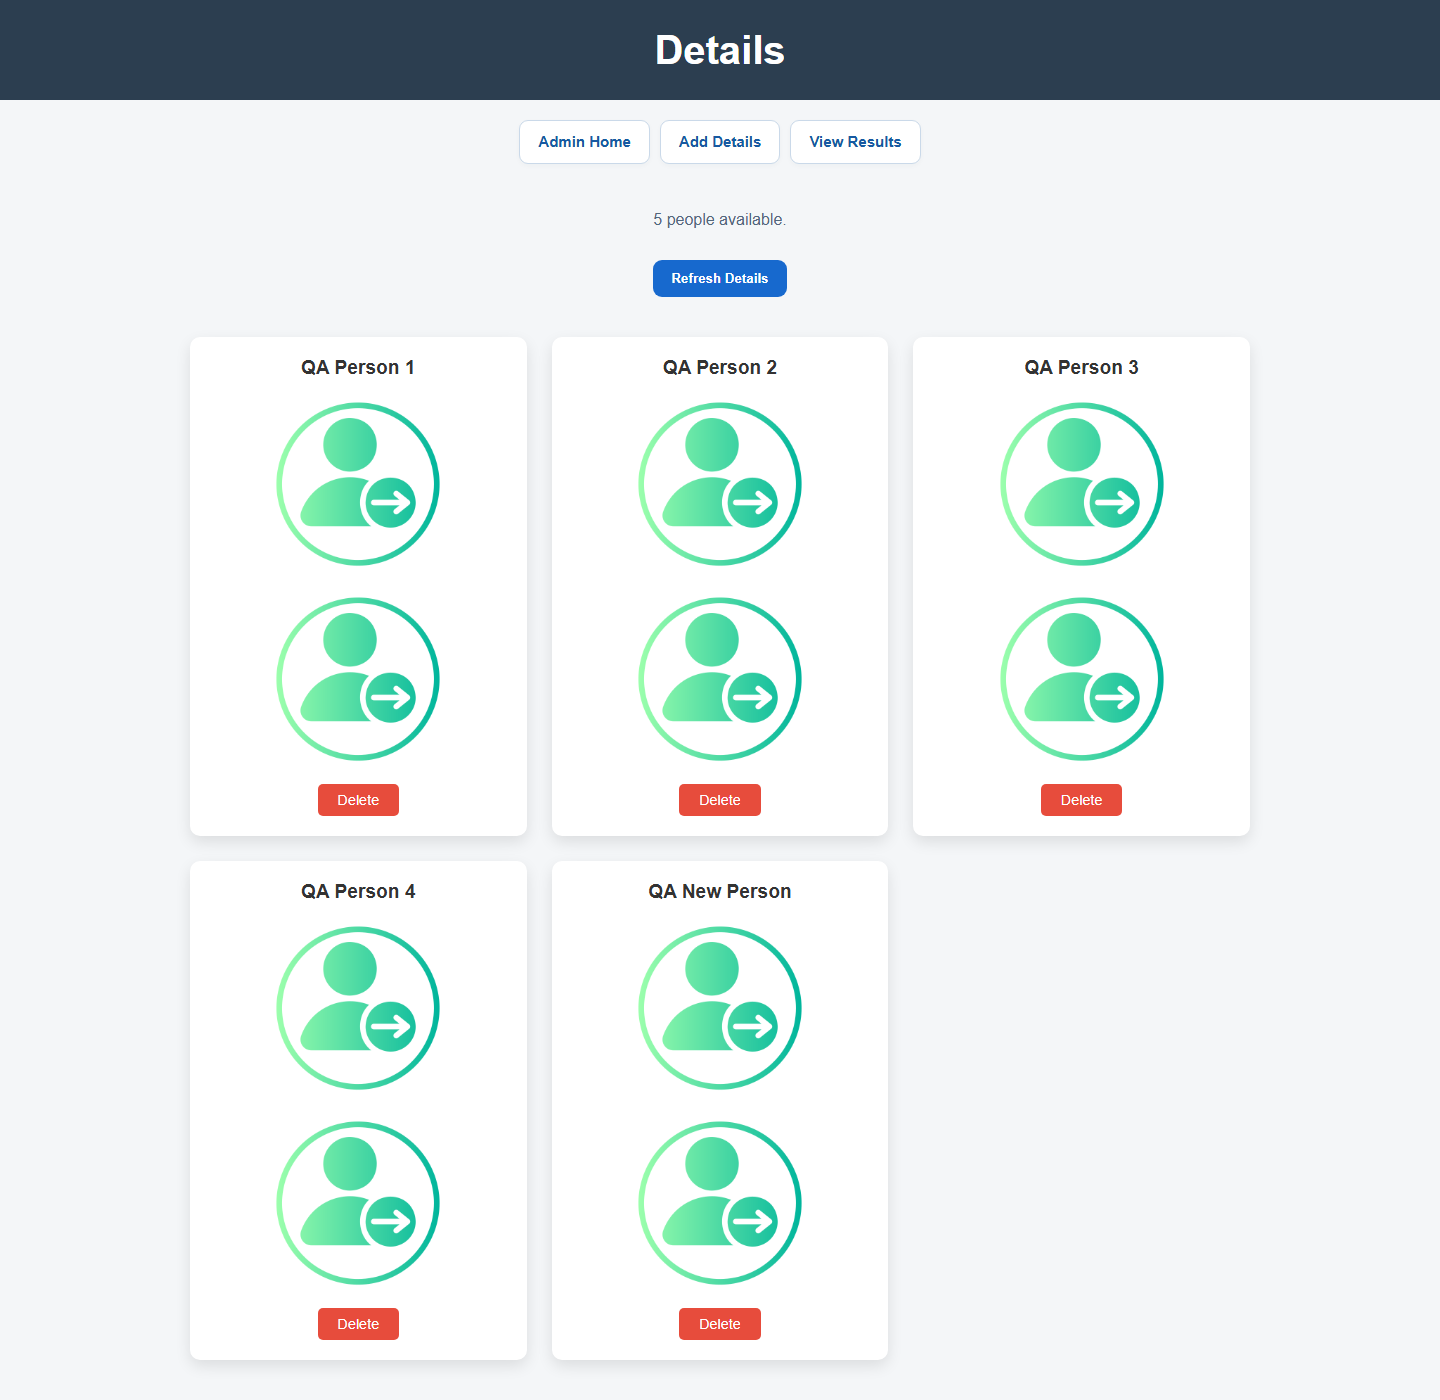 Details
Admin Home
Add Details
View Results
5 people available.
Refresh Details
QA Person 1
QA Person 2
QA Person 3
Delete
Delete
Delete
QA Person 4
QA New Person
Delete
Delete